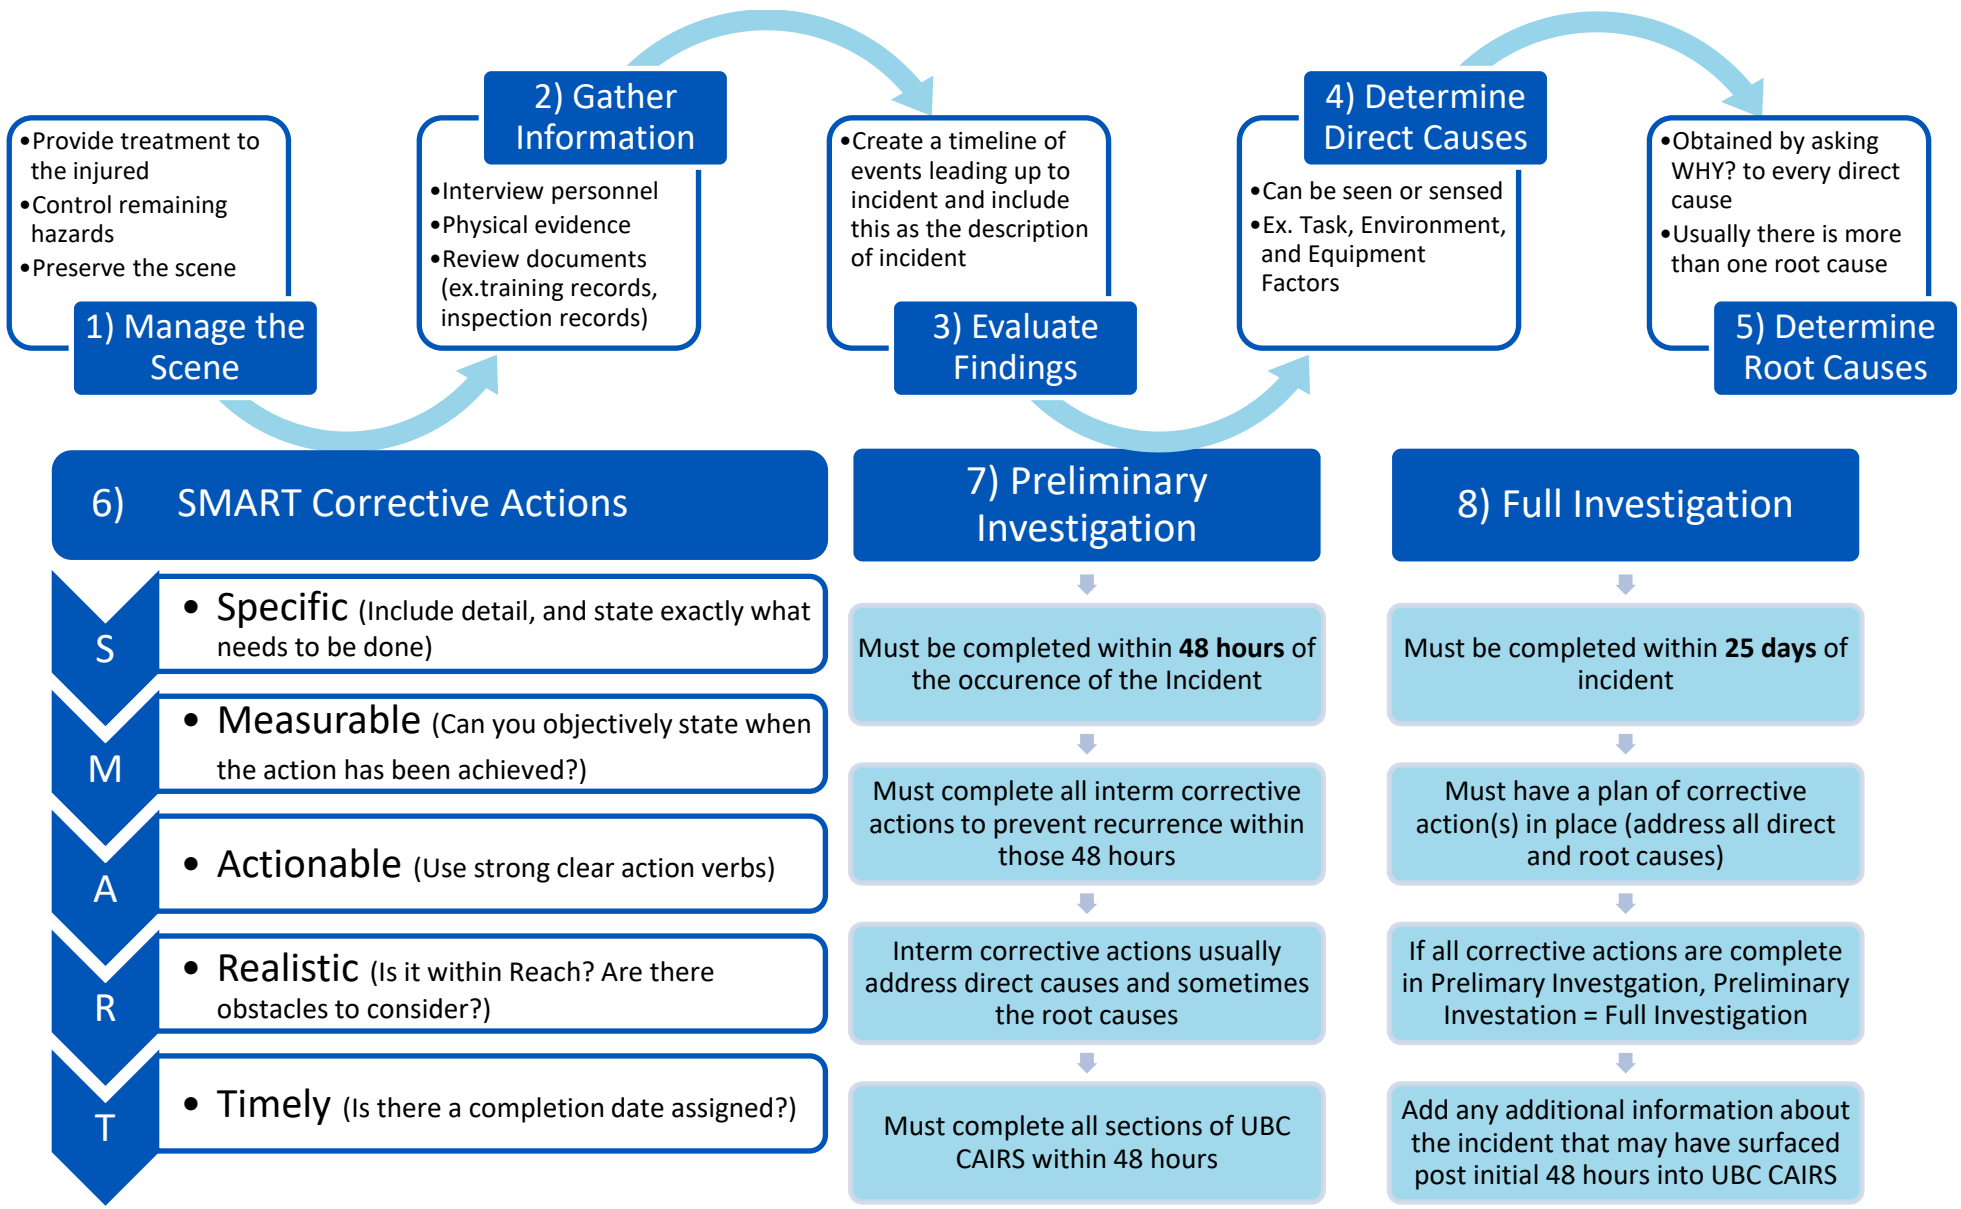 •Provide treatment to
the injured
•Control remaining
hazards
•Preserve the scene
1) Manage the
Scene
2) Gather
Information
•Interview personnel
•Physical evidence
•Review documents
(ex.training records,
inspection records)
•Create a timeline of
events leading up to
incident and include
this as the description
of incident
3) Evaluate
Findings
4) Determine
Direct Causes
•Can be seen or sensed
•Ex. Task, Environment,
and Equipment
Factors
•Obtained by asking
WHY? to every direct
cause
•Usually there is more
than one root cause
5) Determine
Root Causes
6) SMART Corrective Actions
S
• Specific (Include detail, and state exactly what
needs to be done)
M
• Measurable (Can you objectively state when
the action has been achieved?)
A
• Actionable (Use strong clear action verbs)
R
• Realistic (Is it within Reach? Are there
obstacles to consider?)
T
• Timely (Is there a completion date assigned?)
7) Preliminary
Investigation
Must be completed within 48 hours of
the occurence of the Incident
Must complete all interm corrective
actions to prevent recurrence within
those 48 hours
Interm corrective actions usually
address direct causes and sometimes
the root causes
Must complete all sections of UBC
CAIRS within 48 hours
8) Full Investigation
Must be completed within 25 days of
incident
Must have a plan of corrective
action(s) in place (address all direct
and root causes)
If all corrective actions are complete
in Prelimary Investgation, Preliminary
Investation = Full Investigation
Add any additional information about
the incident that may have surfaced
post initial 48 hours into UBC CAIRS